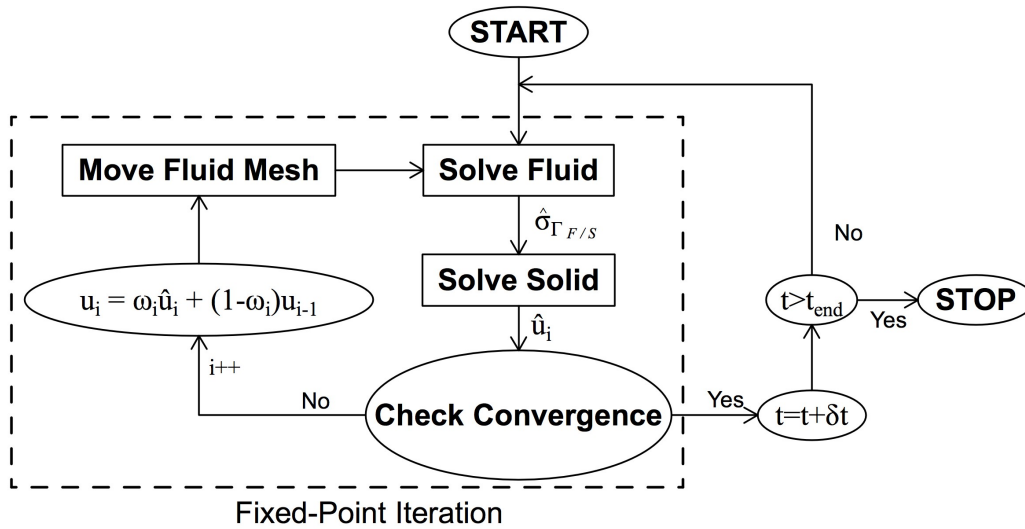 START
Move Fluid Mesh
Solve Fluid
σ̂Γ F/S
No
Solve Solid
uᵢ = ωᵢûᵢ + (1-ωᵢ)uᵢ₋₁
t>t_end
STOP
Yes
ûᵢ
i++
No
Check Convergence
Yes
t=t+δt
Fixed-Point Iteration